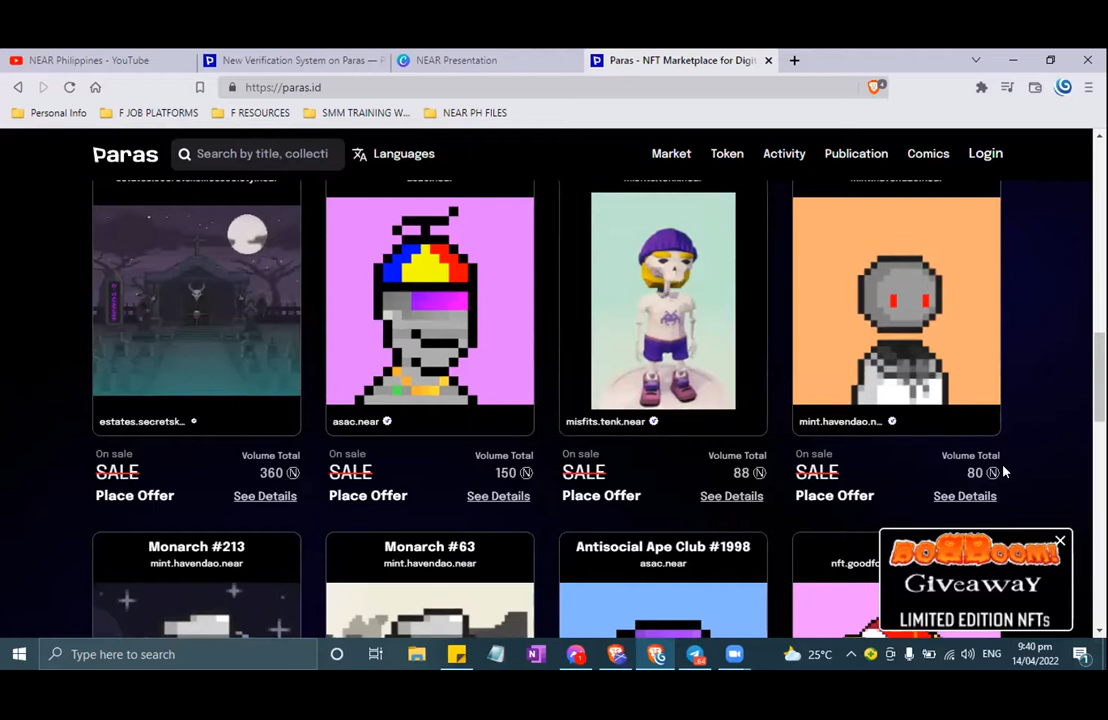 NEAR Philippines - YouTube
New Verification System on Paras — P
NEAR Presentation
Paras - NFT Marketplace for Digit
https://paras.id
4
Personal Info
F JOB PLATFORMS
F RESOURCES
SMM TRAINING W...
NEAR PH FILES
Paras
Search by title, collecti
Languages
Market
Token
Activity
Publication
Comics
Login
estates.secretsk...
asac.near
misfits.tenk.near
mint.havendao.n...
On sale
Volume Total
On sale
Volume Total
On sale
Volume Total
On sale
Volume Total
SALE
360
SALE
150
SALE
88
SALE
80
Place Offer
See Details
Place Offer
See Details
Place Offer
See Details
Place Offer
See Details
Monarch #213
mint.havendao.near
Monarch #63
mint.havendao.near
Antisocial Ape Club #1998
asac.near
nft.goodfo
BOBBOOM!
GIVEAWAY
LIMITED EDITION NFTs
Type here to search
64
25°C
ENG
9:40 pm
14/04/2022